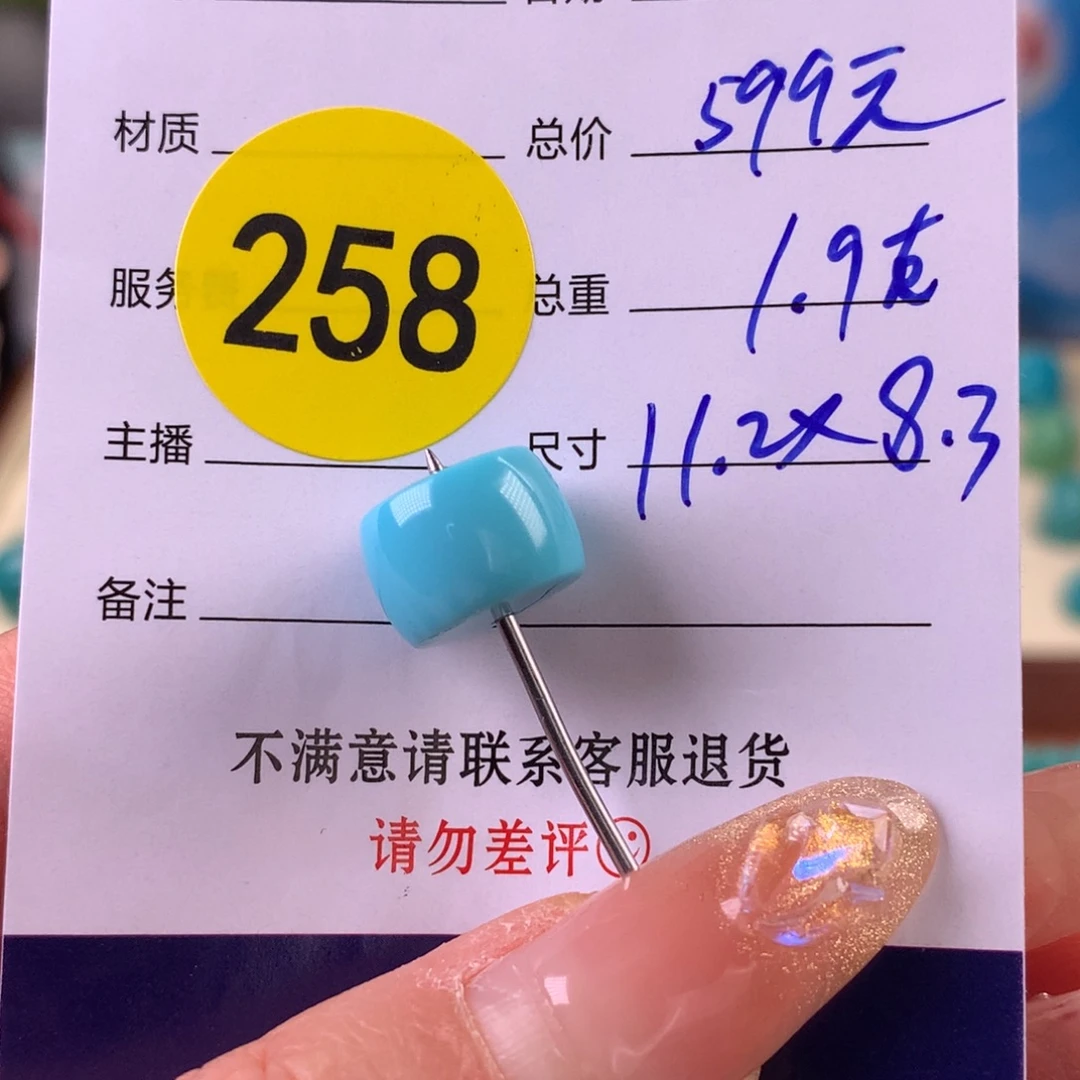 材质 总价 599元
258
服务 总重 1.9克
主播 尺寸 11.2×8.3
备注
不满意请联系客服退货
请勿差评